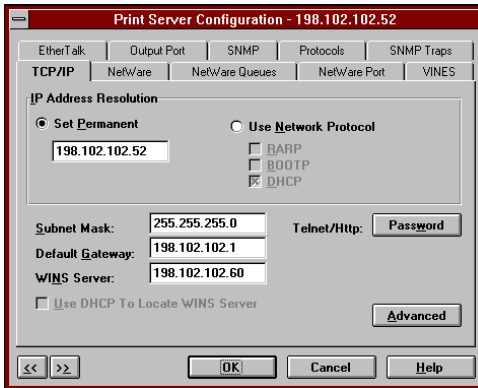 Print Server Configuration - 198.102.102.52
EtherTalk Output Port SNMP Protocols SNMP Traps
TCP/IP NetWare NetWare Queues NetWare Port VINES
IP Address Resolution
Set Permanent
198.102.102.52
Use Network Protocol
RARP
BOOTP
DHCP
Subnet Mask: 255.255.255.0
Default Gateway: 198.102.102.1
WINS Server: 198.102.102.60
Telnet/Http: Password
Use DHCP To Locate WINS Server
Advanced
<< >> OK Cancel Help